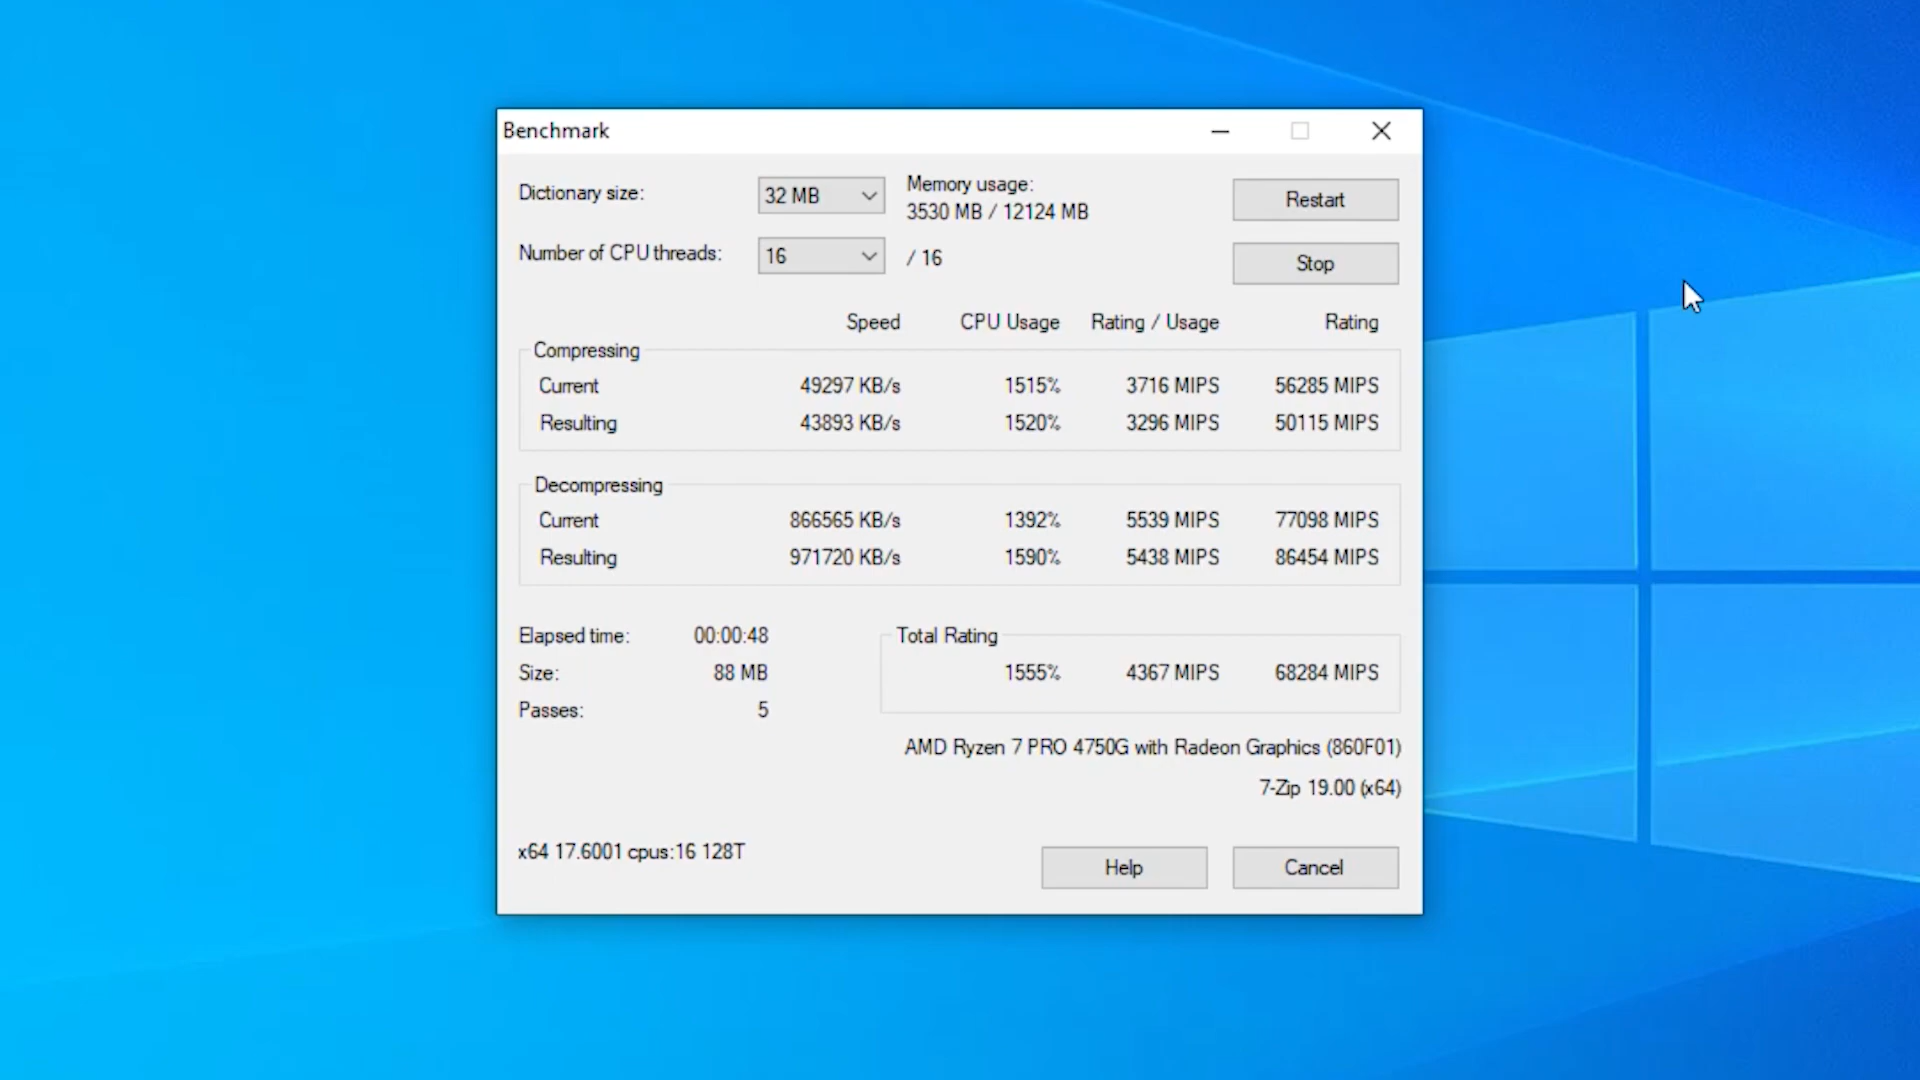 Benchmark
Dictionary size: 32 MB Memory usage: Restart
3530 MB / 12124 MB
Number of CPU threads: 16 / 16 Stop
Speed CPU Usage Rating / Usage Rating
Compressing
Current 49297 KB/s 1515% 3716 MIPS 56285 MIPS
Resulting 43893 KB/s 1520% 3296 MIPS 50115 MIPS
Decompressing
Current 866565 KB/s 1392% 5539 MIPS 77098 MIPS
Resulting 971720 KB/s 1590% 5438 MIPS 86454 MIPS
Elapsed time: 00:00:48 Total Rating
Size: 88 MB 1555% 4367 MIPS 68284 MIPS
Passes: 5
AMD Ryzen 7 PRO 4750G with Radeon Graphics (860F01)
7-Zip 19.00 (x64)
x64 17.6001 cpus:16 128T
Help Cancel